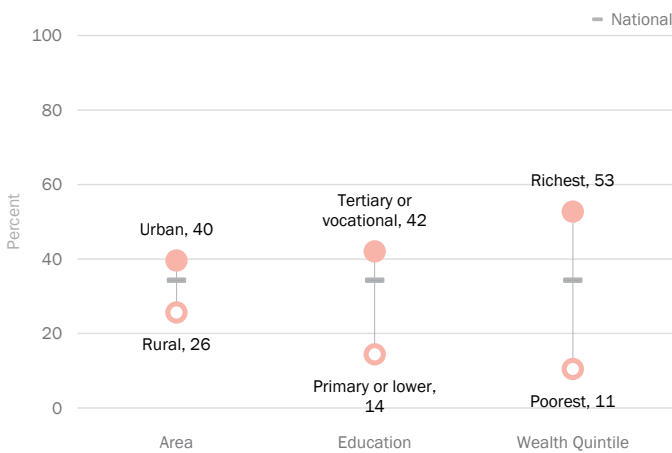 National
100
80
60
40
20
0
Percent
Richest, 53
Tertiary or
vocational, 42
Urban, 40
Rural, 26
Primary or lower,
14
Poorest, 11
Area
Education
Wealth Quintile